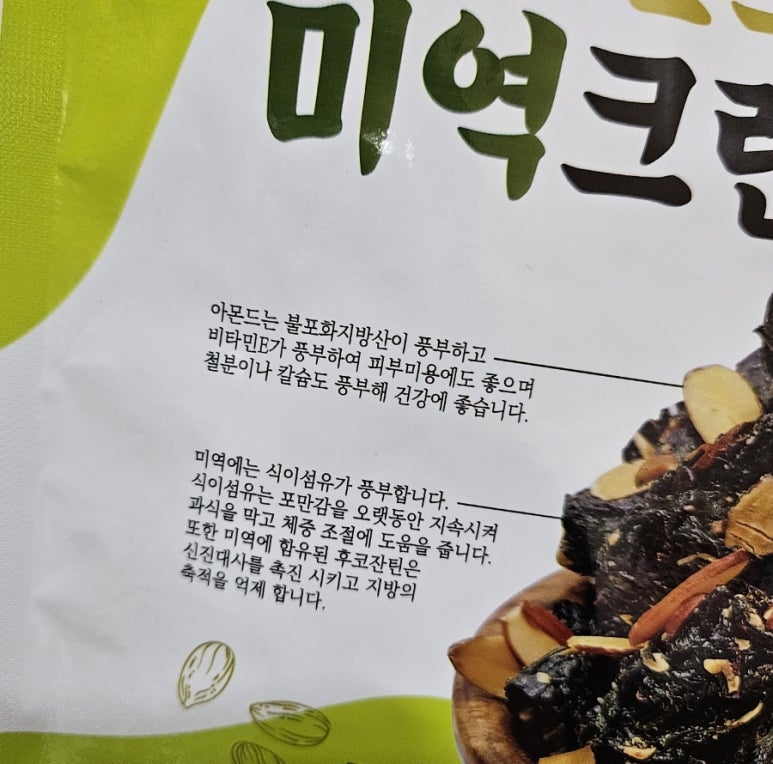 미역크런
아몬드는 불포화지방산이 풍부하고
비타민E가 풍부하여 피부미용에도 좋으며
철분이나 칼슘도 풍부해 건강에 좋습니다.
미역에는 식이섬유가 풍부합니다.
식이섬유는 포만감을 오랫동안 지속시켜
과식을 막고 체중 조절에 도움을 줍니다.
또한 미역에 함유된 후코잔틴은
신진대사를 촉진 시키고 지방의
축적을 억제 합니다.